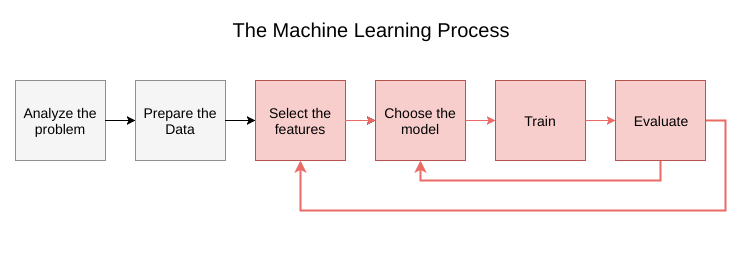 The Machine Learning Process
Analyze the
problem
Prepare the
Data
Select the
features
Choose the
model
Train
Evaluate